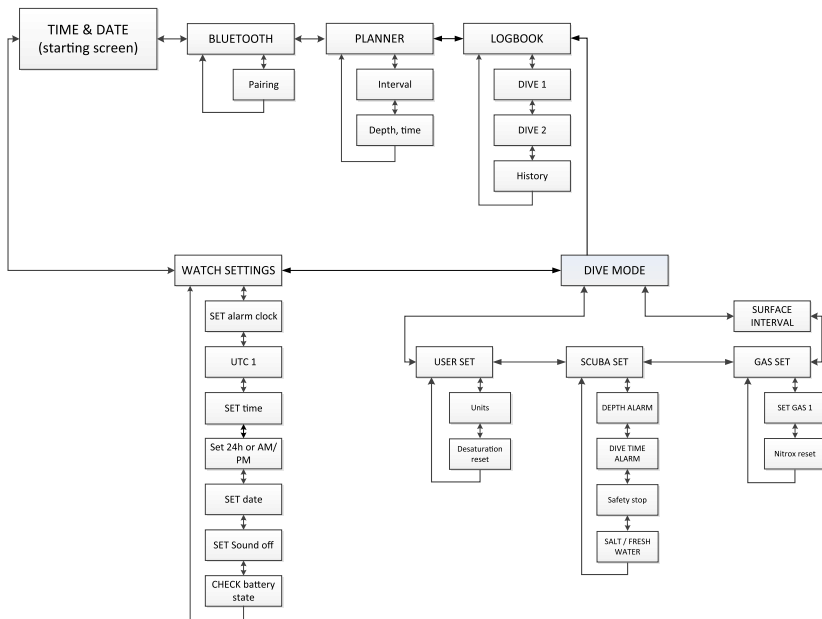 TIME & DATE
(starting screen)
BLUETOOTH
PLANNER
LOGBOOK
Pairing
Interval
DIVE 1
Depth, time
DIVE 2
History
WATCH SETTINGS
DIVE MODE
SET alarm clock
SURFACE
INTERVAL
UTC 1
USER SET
SCUBA SET
GAS SET
SET time
Units
DEPTH ALARM
SET GAS 1
Set 24h or AM/
PM
Desaturation
reset
DIVE TIME
ALARM
Nitrox reset
SET date
Safety stop
SET Sound off
SALT / FRESH
WATER
CHECK battery
state